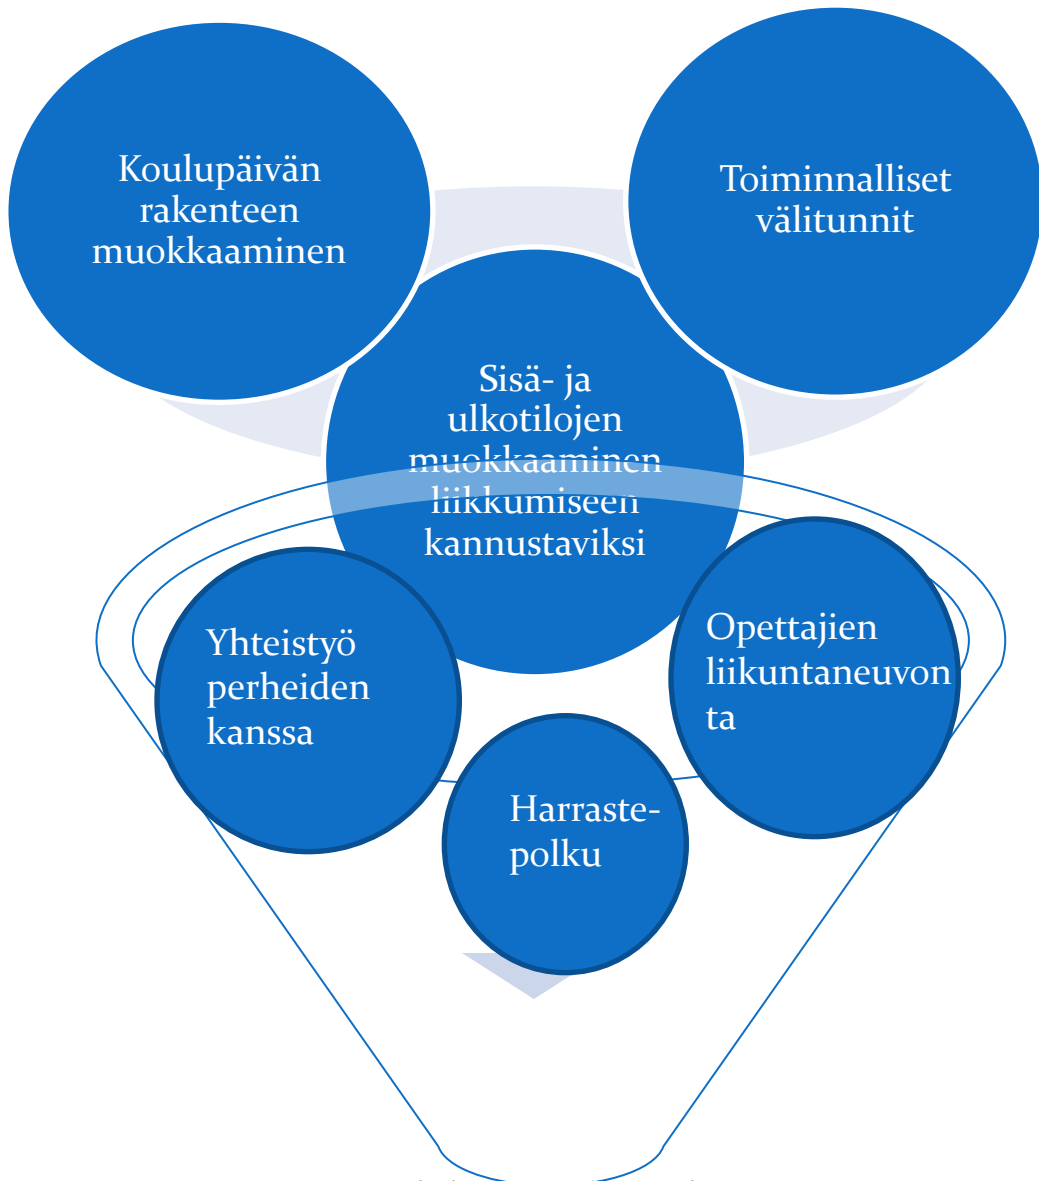 Koulupäivän
rakenteen
muokkaaminen
Toiminnalliset
välitunnit
Sisä- ja
ulkotilojen
muokkaaminen
liikkumiseen
kannustaviksi
Yhteistyö
perheiden
kanssa
Opettajien
liikuntaneuvon
ta
Harraste-
polku